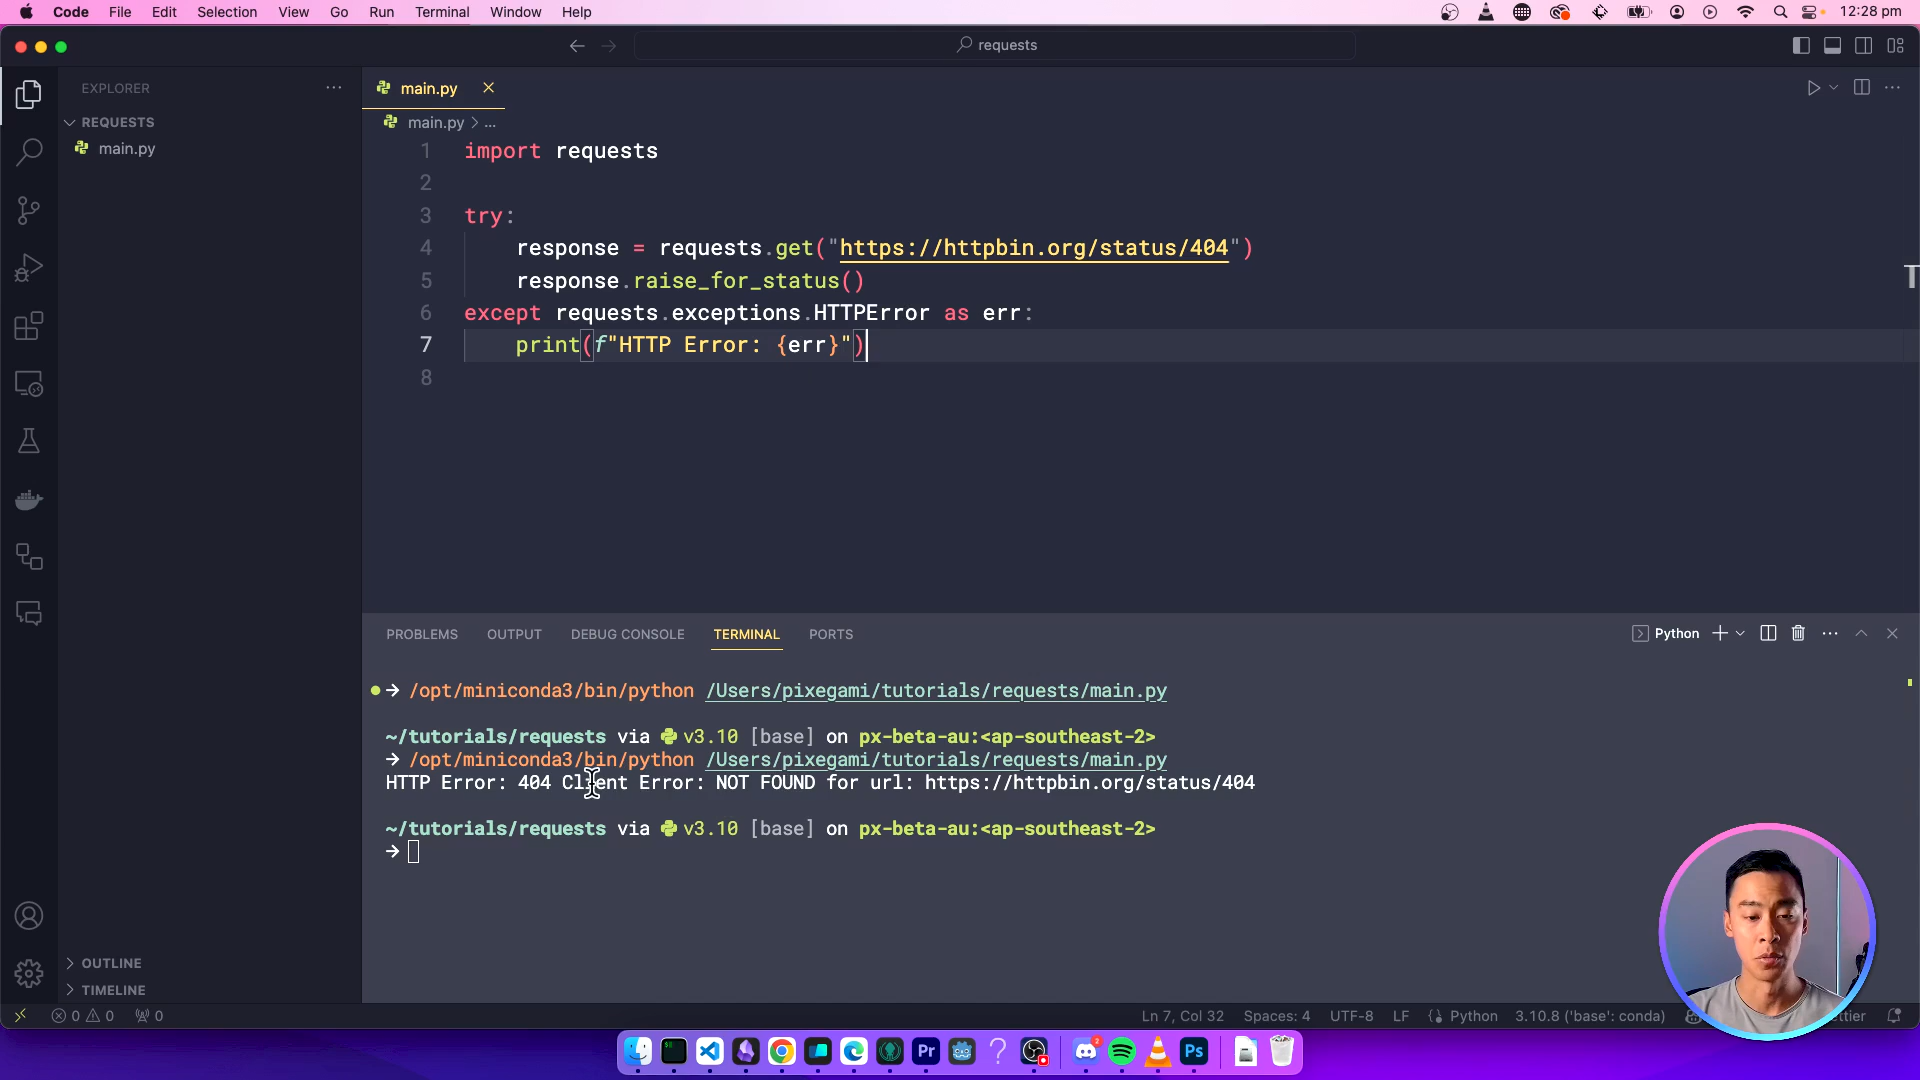 Code File Edit Selection View Go Run Terminal Window Help 12:28 pm
requests
EXPLORER
REQUESTS
main.py
OUTLINE
TIMELINE
main.py
main.py > ...
1 import requests
2
3 try:
4 response = requests.get("https://httpbin.org/status/404")
5 response.raise_for_status()
6 except requests.exceptions.HTTPError as err:
7 print(f"HTTP Error: {err}")
8
T
PROBLEMS OUTPUT DEBUG CONSOLE TERMINAL PORTS Python
→ /opt/miniconda3/bin/python /Users/pixegami/tutorials/requests/main.py
~/tutorials/requests via v3.10 [base] on px-beta-au:<ap-southeast-2>
→ /opt/miniconda3/bin/python /Users/pixegami/tutorials/requests/main.py
HTTP Error: 404 Client Error: NOT FOUND for url: https://httpbin.org/status/404
~/tutorials/requests via v3.10 [base] on px-beta-au:<ap-southeast-2>
→
0 0 0 Ln 7, Col 32 Spaces: 4 UTF-8 LF Python 3.10.8 ('base': conda)
Pr ? 2 Ps